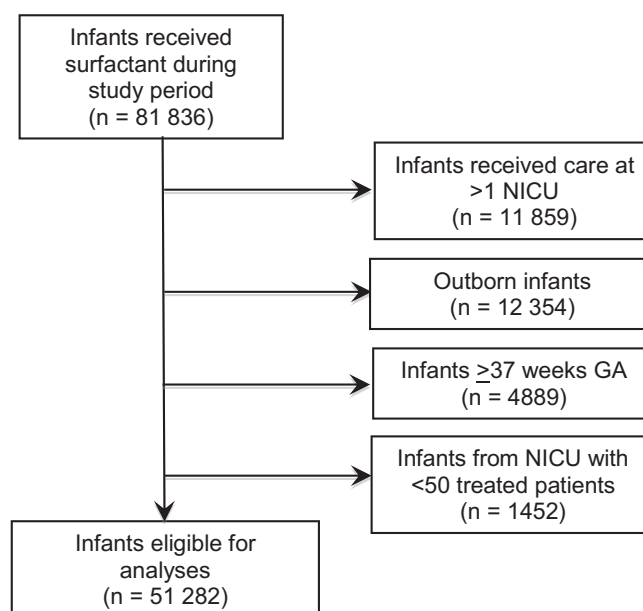 Infants received
surfactant during
study period
(n = 81 836)
Infants received care at
>1 NICU
(n = 11 859)
Outborn infants
(n = 12 354)
Infants ≥37 weeks GA
(n = 4889)
Infants from NICU with
<50 treated patients
(n = 1452)
Infants eligible for
analyses
(n = 51 282)